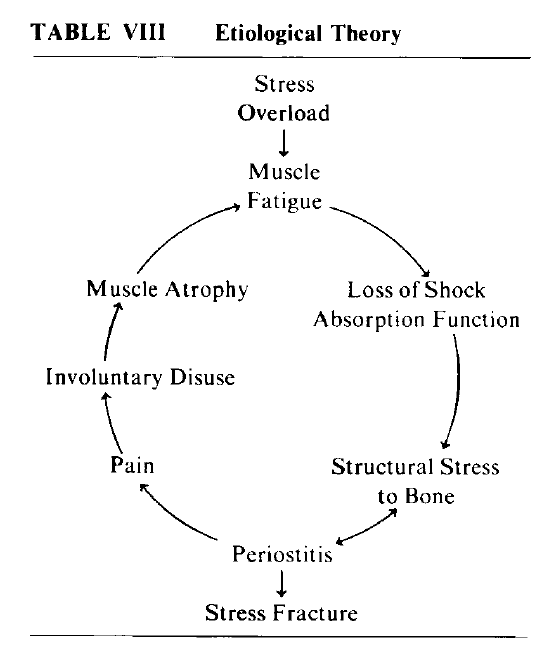 TABLE VIII Etiological Theory
Stress
Overload
Muscle
Fatigue
Loss of Shock
Absorption Function
Structural Stress
to Bone
Periostitis
Stress Fracture
Pain
Involuntary Disuse
Muscle Atrophy